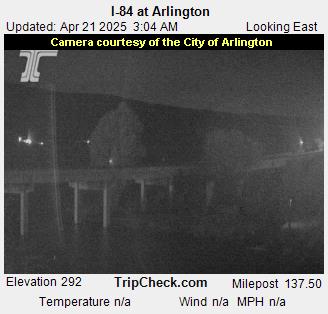 I-84 at Arlington
Updated: Apr 21 2025 3:04 AM Looking East
Camera courtesy of the City of Arlington
Elevation 292 TripCheck.com Milepost 137.50
Temperature n/a Wind n/a MPH n/a